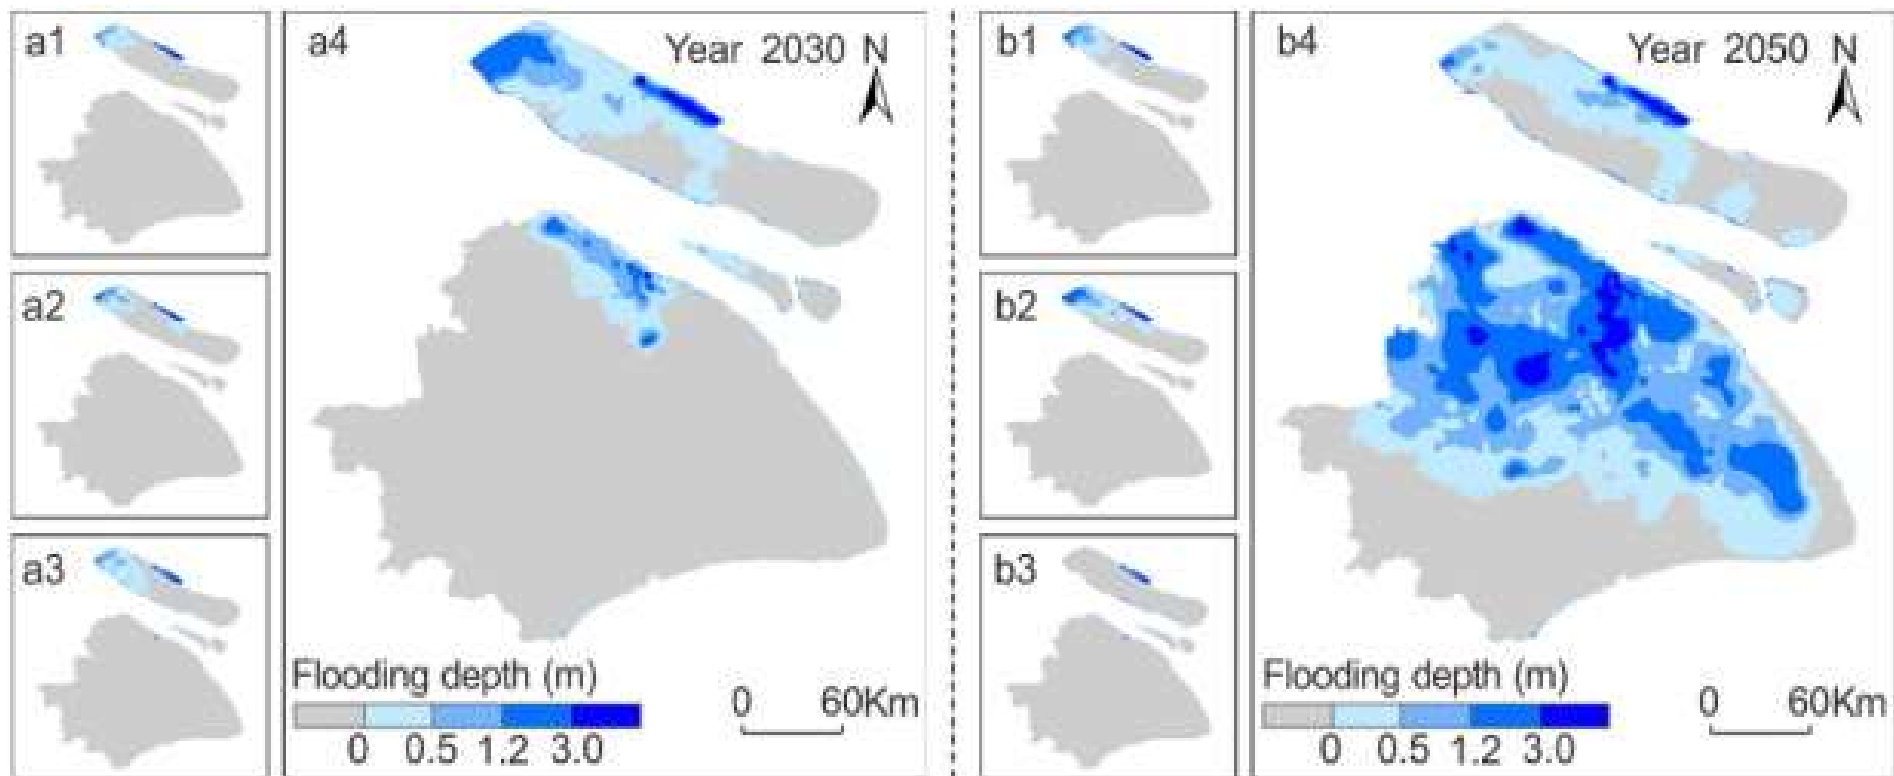 a1
a4
Year 2030 N
a2
a3
Flooding depth (m)
0 0.5 1.2 3.0
0 60Km
b1
b4
Year 2050 N
b2
b3
Flooding depth (m)
0 0.5 1.2 3.0
0 60Km